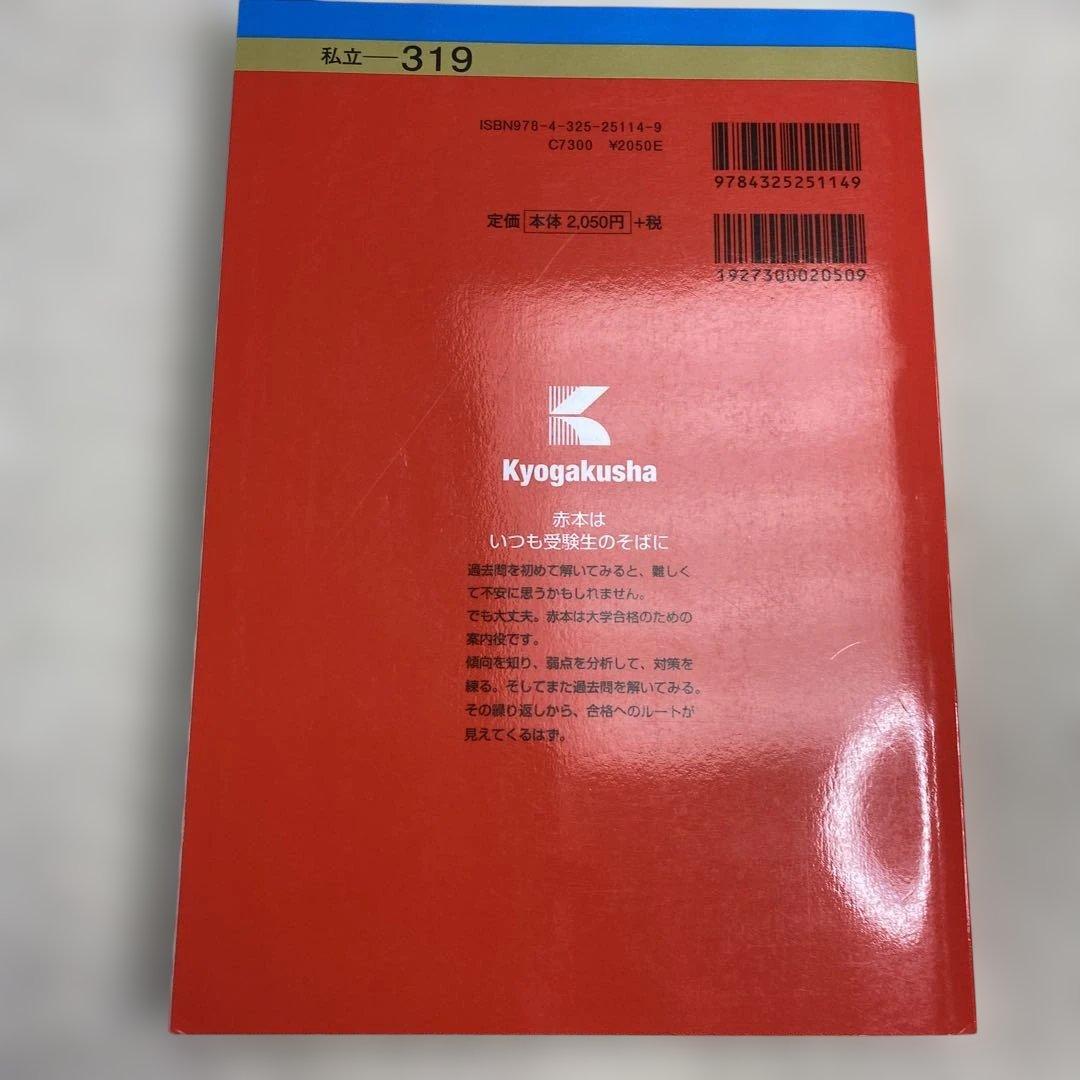 私立―319
ISBN978-4-325-25114-9
C7300 ¥2050E
9784325251149
定価 本体 2,050円 +税
1927300020509
Kyogakusha
赤本は
いつも受験生のそばに
過去問を初めて解いてみると、難しく
て不安に思うかもしれません。
でも大丈夫。赤本は大学合格のための
案内役です。
傾向を知り、弱点を分析して、対策を
練る。そしてまた過去問を解いてみる。
その繰り返しから、合格へのルートが
見えてくるはず。